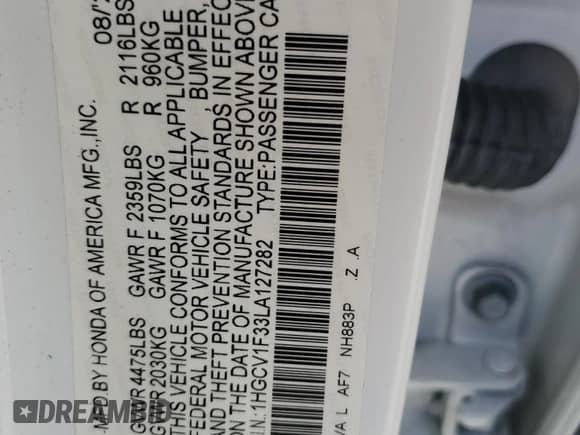 MFD BY HONDA OF AMERICA MFG.,INC. 08/
GVWR 4475LBS GAWR F 2359LBS R 2116LBS
GVWR 2030KG GAWR F 1070KG R 960KG
THIS VEHICLE CONFORMS TO ALL APPLICABLE
FEDERAL MOTOR VEHICLE SAFETY, BUMPER,
AND THEFT PREVENTION STANDARDS, IN EFFEC
ON THE DATE OF MANUFACTURE SHOWN ABOVE
.I.N.:1HGCV1F33LA127282 TYPE:PASSENGER CA
VA L AF7 NH883P .Z .A
DREAMBID